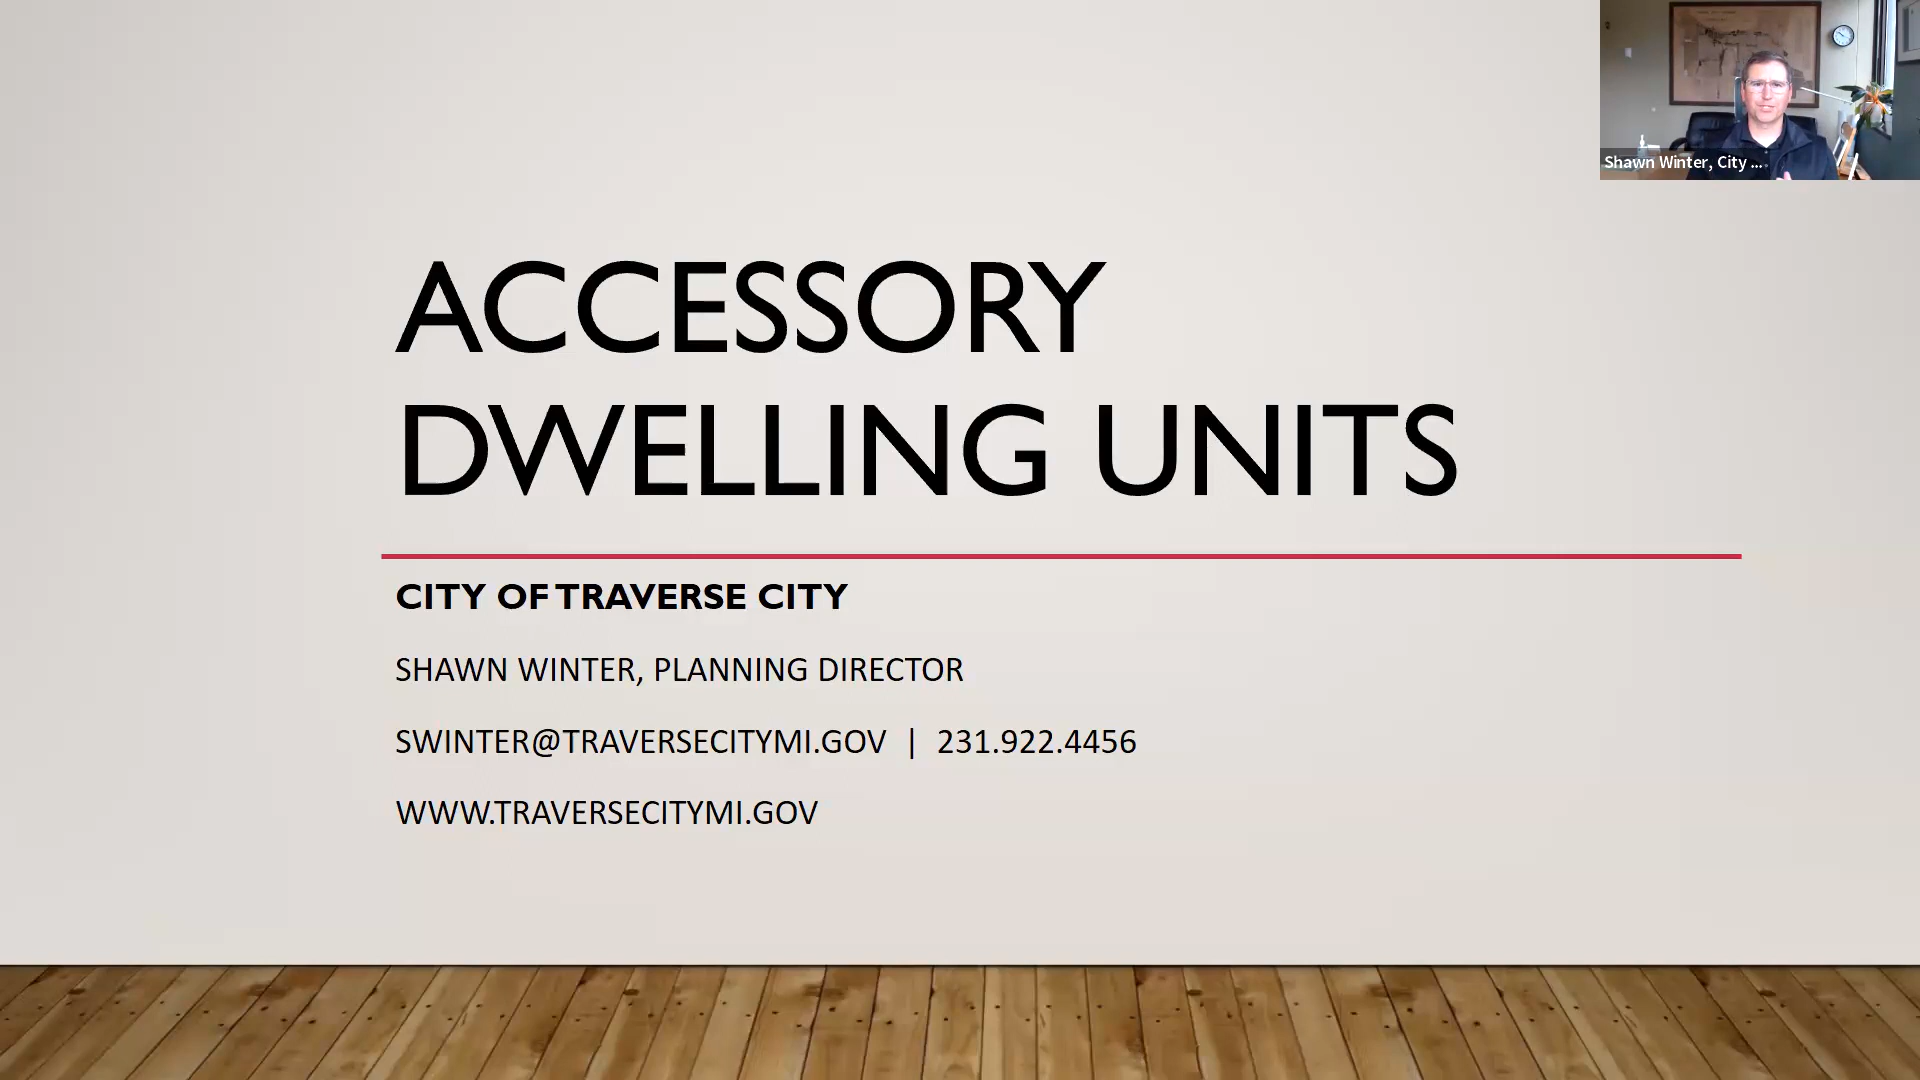 Shawn Winter, City ...
ACCESSORY
DWELLING UNITS
CITY OF TRAVERSE CITY
SHAWN WINTER, PLANNING DIRECTOR
SWINTER@TRAVERSECITYMI.GOV | 231.922.4456
WWW.TRAVERSECITYMI.GOV